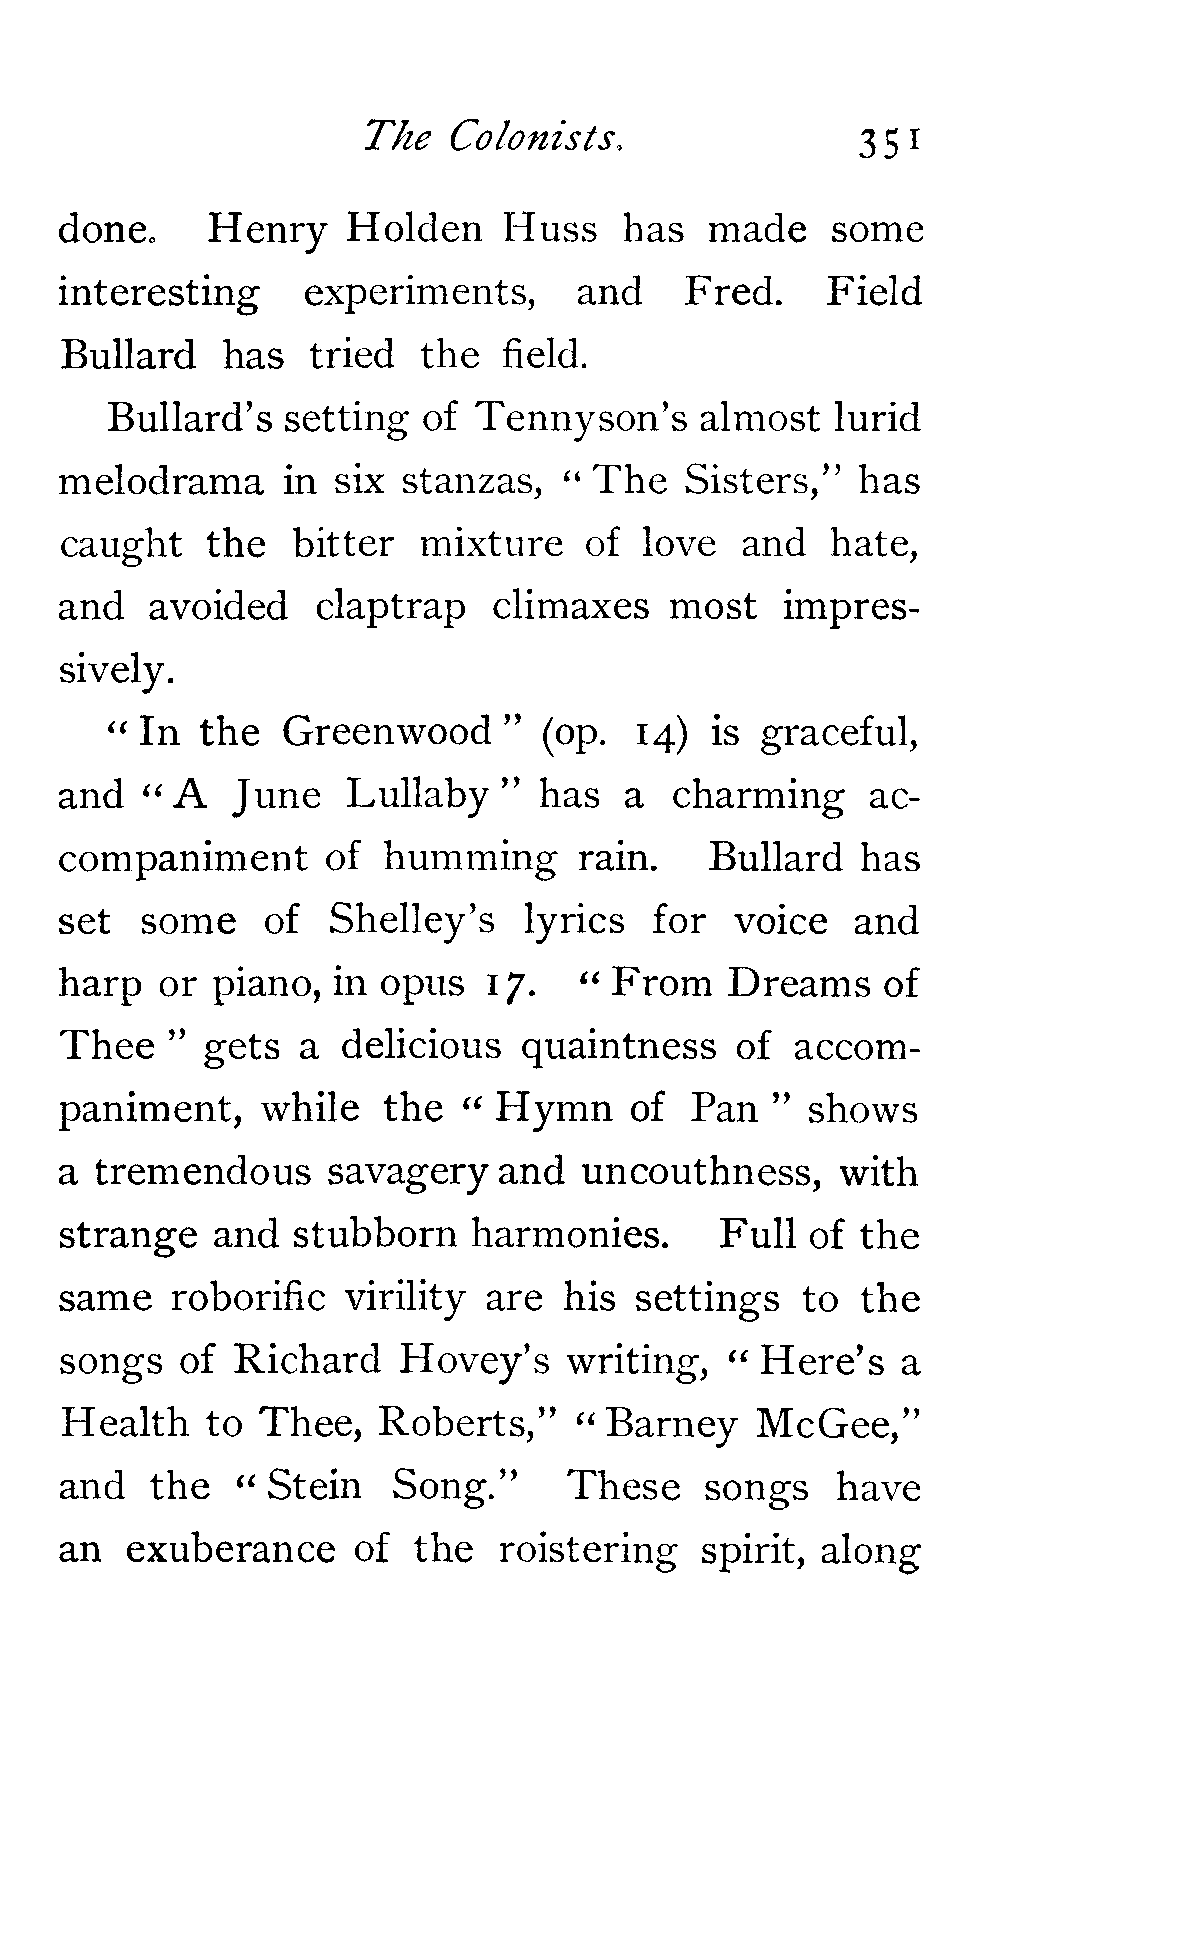 The Colonists. 351
done. Henry Holden Huss has made some
interesting experiments, and Fred. Field
Bullard has tried the field.
Bullard's setting of Tennyson's almost lurid
melodrama in six stanzas, "The Sisters," has
caught the bitter mixture of love and hate,
and avoided claptrap climaxes most impres-
sively.
"In the Greenwood" (op. 14) is graceful,
and "A June Lullaby" has a charming ac-
companiment of humming rain. Bullard has
set some of Shelley's lyrics for voice and
harp or piano, in opus 17. "From Dreams of
Thee" gets a delicious quaintness of accom-
paniment, while the "Hymn of Pan" shows
a tremendous savagery and uncouthness, with
strange and stubborn harmonies. Full of the
same roborific virility are his settings to the
songs of Richard Hovey's writing, "Here's a
Health to Thee, Roberts," "Barney McGee,"
and the "Stein Song." These songs have
an exuberance of the roistering spirit, along